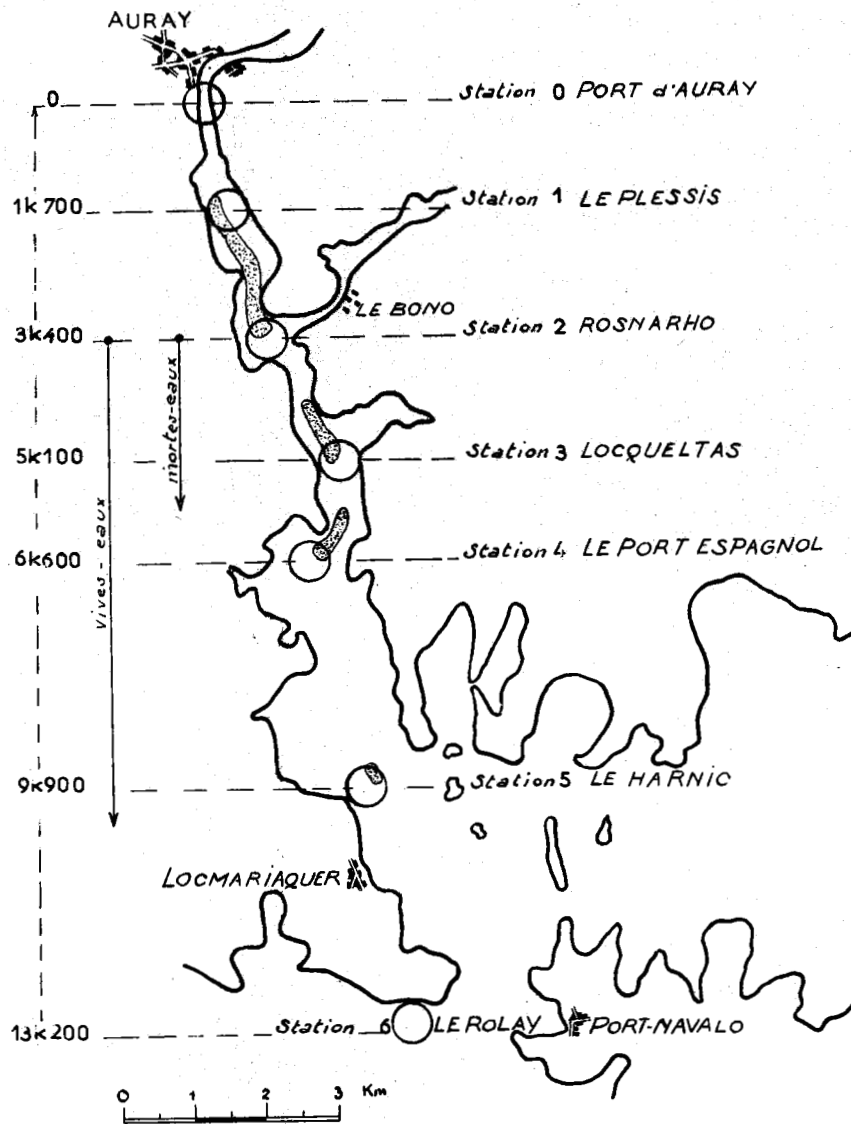 AURAY
0 Station 0 PORT d'AURAY
1K700 Station 1 LE PLESSIS
LE BONO
3K400 Station 2 ROSNARHO
mortes-eaux
5K100 Station 3 LOCQUELTAS
Vives-eaux
6K600 Station 4 LE PORT ESPAGNOL
9K900 Station 5 LE HARNIC
LOCMARIAQUER
13K200 Station 6 LE ROLAY PORT-NAVALO
0 1 2 3 Km